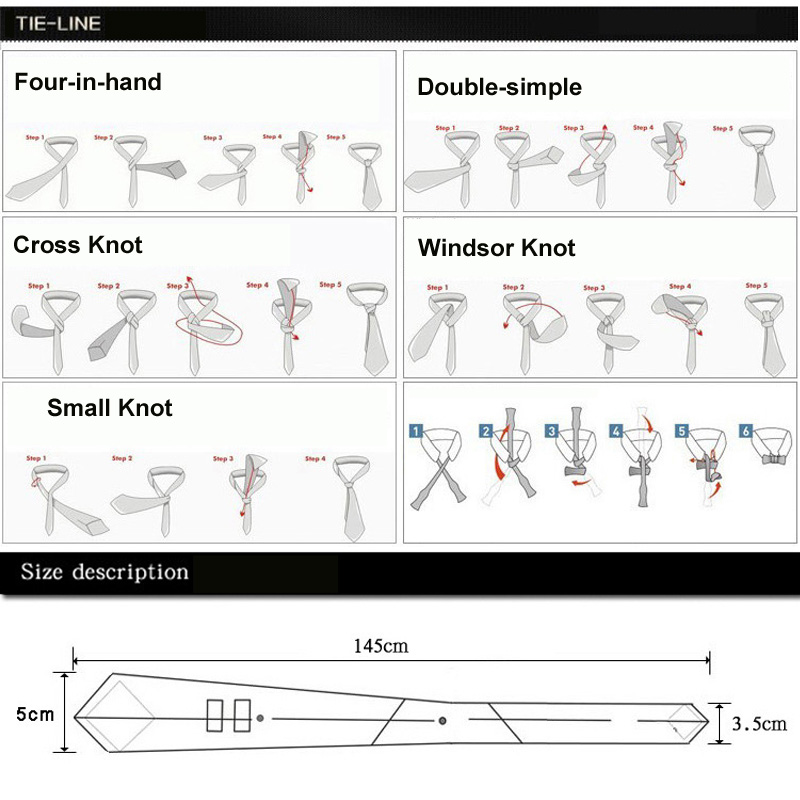 TIE-LINE
Four-in-hand
Step 1 Step 2 Step 3 Step 4 Step 5
Double-simple
Step 1 Step 2 Step 3 Step 4 Step 5
Cross Knot
Step 1 Step 2 Step 3 Step 4 Step 5
Windsor Knot
Step 1 Step 2 Step 3 Step 4 Step 5
Small Knot
Step 1 Step 2 Step 3 Step 4
1 2 3 4 5 6
Size description
145cm
5cm
3.5cm